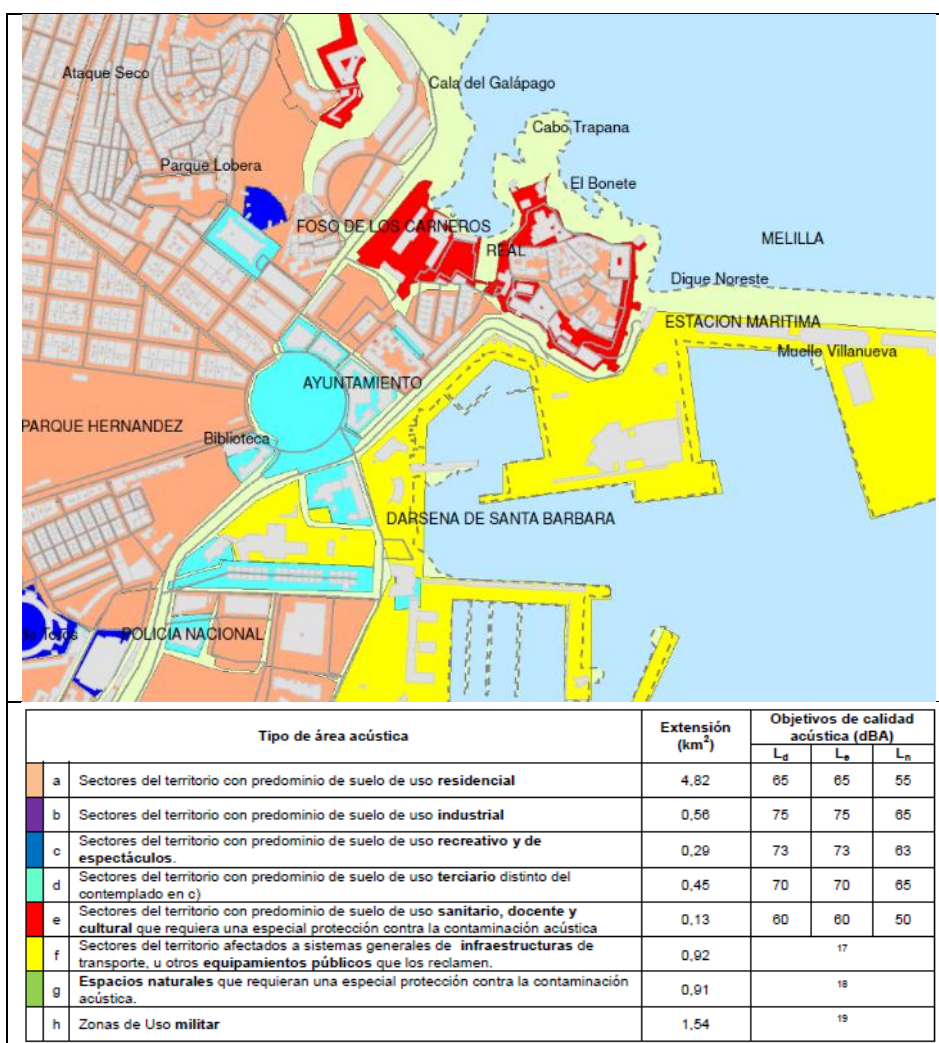 Ataque Seco
Cala del Galápago
Cabo Trapana
Parque Lobera
El Bonete
FOSO DE LOS CARNEROS
REAL
MELILLA
Dique Noreste
ESTACION MARITIMA
Muelle Villanueva
AYUNTAMIENTO
PARQUE HERNANDEZ
Biblioteca
DARSENA DE SANTA BARBARA
Toros
POLICIA NACIONAL
Tipo de área acústica
Extensión
(km²)
Objetivos de calidad
acústica (dBA)
Ld Le Ln
a Sectores del territorio con predominio de suelo de uso residencial 4,82 65 65 55
b Sectores del territorio con predominio de suelo de uso industrial 0,56 75 75 65
c Sectores del territorio con predominio de suelo de uso recreativo y de
espectáculos. 0,29 73 73 63
d Sectores del territorio con predominio de suelo de uso terciario distinto del
contemplado en c) 0,45 70 70 65
e Sectores del territorio con predominio de suelo de uso sanitario, docente y
cultural que requiera una especial protección contra la contaminación acústica 0,13 60 60 50
f Sectores del territorio afectados a sistemas generales de infraestructuras de
transporte, u otros equipamientos públicos que los reclamen. 0,92 17
g Espacios naturales que requieran una especial protección contra la contaminación
acústica. 0,91 18
h Zonas de Uso militar 1,54 19